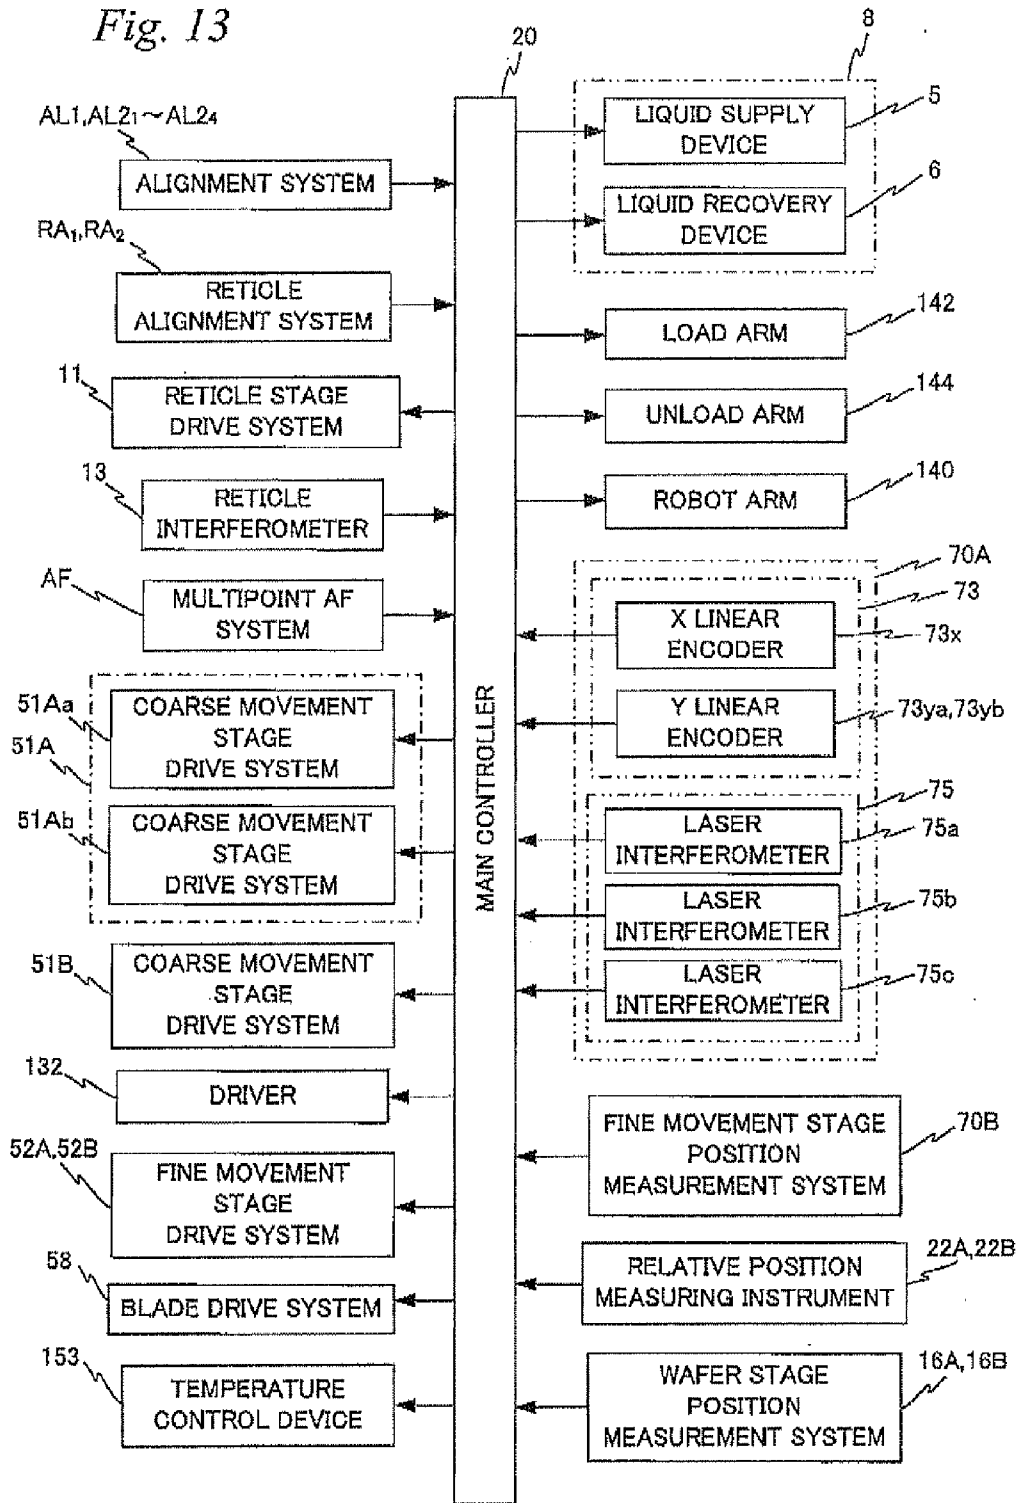 Fig. 13
20
8
AL1,AL2₁~AL2₄
ALIGNMENT SYSTEM
RA₁,RA₂
RETICLE
ALIGNMENT SYSTEM
11
RETICLE STAGE
DRIVE SYSTEM
13
RETICLE
INTERFEROMETER
AF
MULTIPOINT AF
SYSTEM
51Aa
51A
COARSE MOVEMENT
STAGE
DRIVE SYSTEM
51Ab
COARSE MOVEMENT
STAGE
DRIVE SYSTEM
51B
COARSE MOVEMENT
STAGE
DRIVE SYSTEM
132
DRIVER
52A,52B
FINE MOVEMENT
STAGE
DRIVE SYSTEM
58
BLADE DRIVE SYSTEM
153
TEMPERATURE
CONTROL DEVICE
MAIN CONTROLLER
LIQUID SUPPLY
DEVICE
5
LIQUID RECOVERY
DEVICE
6
LOAD ARM
142
UNLOAD ARM
144
ROBOT ARM
140
70A
73
X LINEAR
ENCODER
73x
Y LINEAR
ENCODER
73ya,73yb
75
LASER
INTERFEROMETER
75a
LASER
INTERFEROMETER
75b
LASER
INTERFEROMETER
75c
FINE MOVEMENT STAGE
POSITION
MEASUREMENT SYSTEM
70B
RELATIVE POSITION
MEASURING INSTRUMENT
22A,22B
WAFER STAGE
POSITION
MEASUREMENT SYSTEM
16A,16B